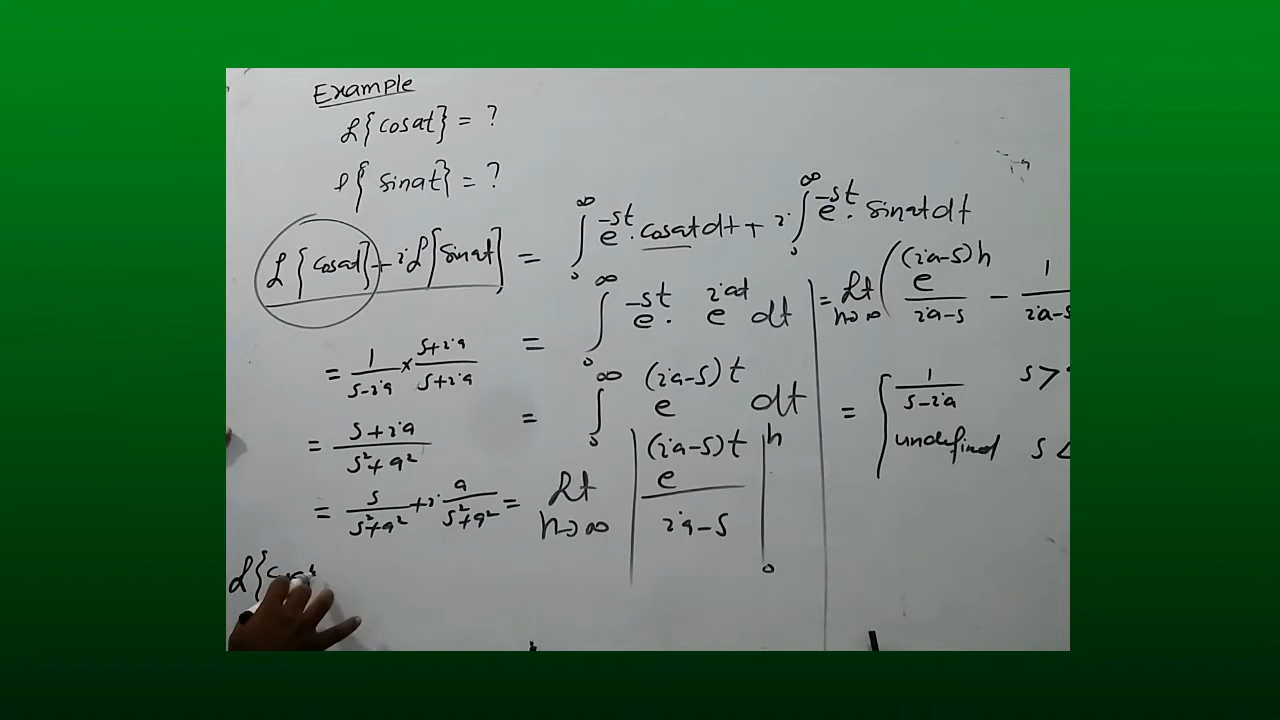 Example
ℒ{cosat} = ?
ℒ{sinat} = ?
ℒ{cosat} + iℒ{sinat} = ∫₀^∞ e^{-st}. cosat dt + i ∫₀^∞ e^{-st}. sinat dt
= ∫₀^∞ e^{-st}. e^{iat} dt
= ∫₀^∞ e^{(ia-s)t} dt
= Lt h→∞ | e^{(ia-s)t} / ia-s |₀^h
= Lt h→∞ ( e^{(ia-s)h} / ia-s - 1 / ia-s
= { 1 / s-ia s>
undefined s<
= 1 / s-ia × s+ia / s+ia
= s+ia / s²+a²
= s / s²+a² + i a / s²+a²
ℒ{